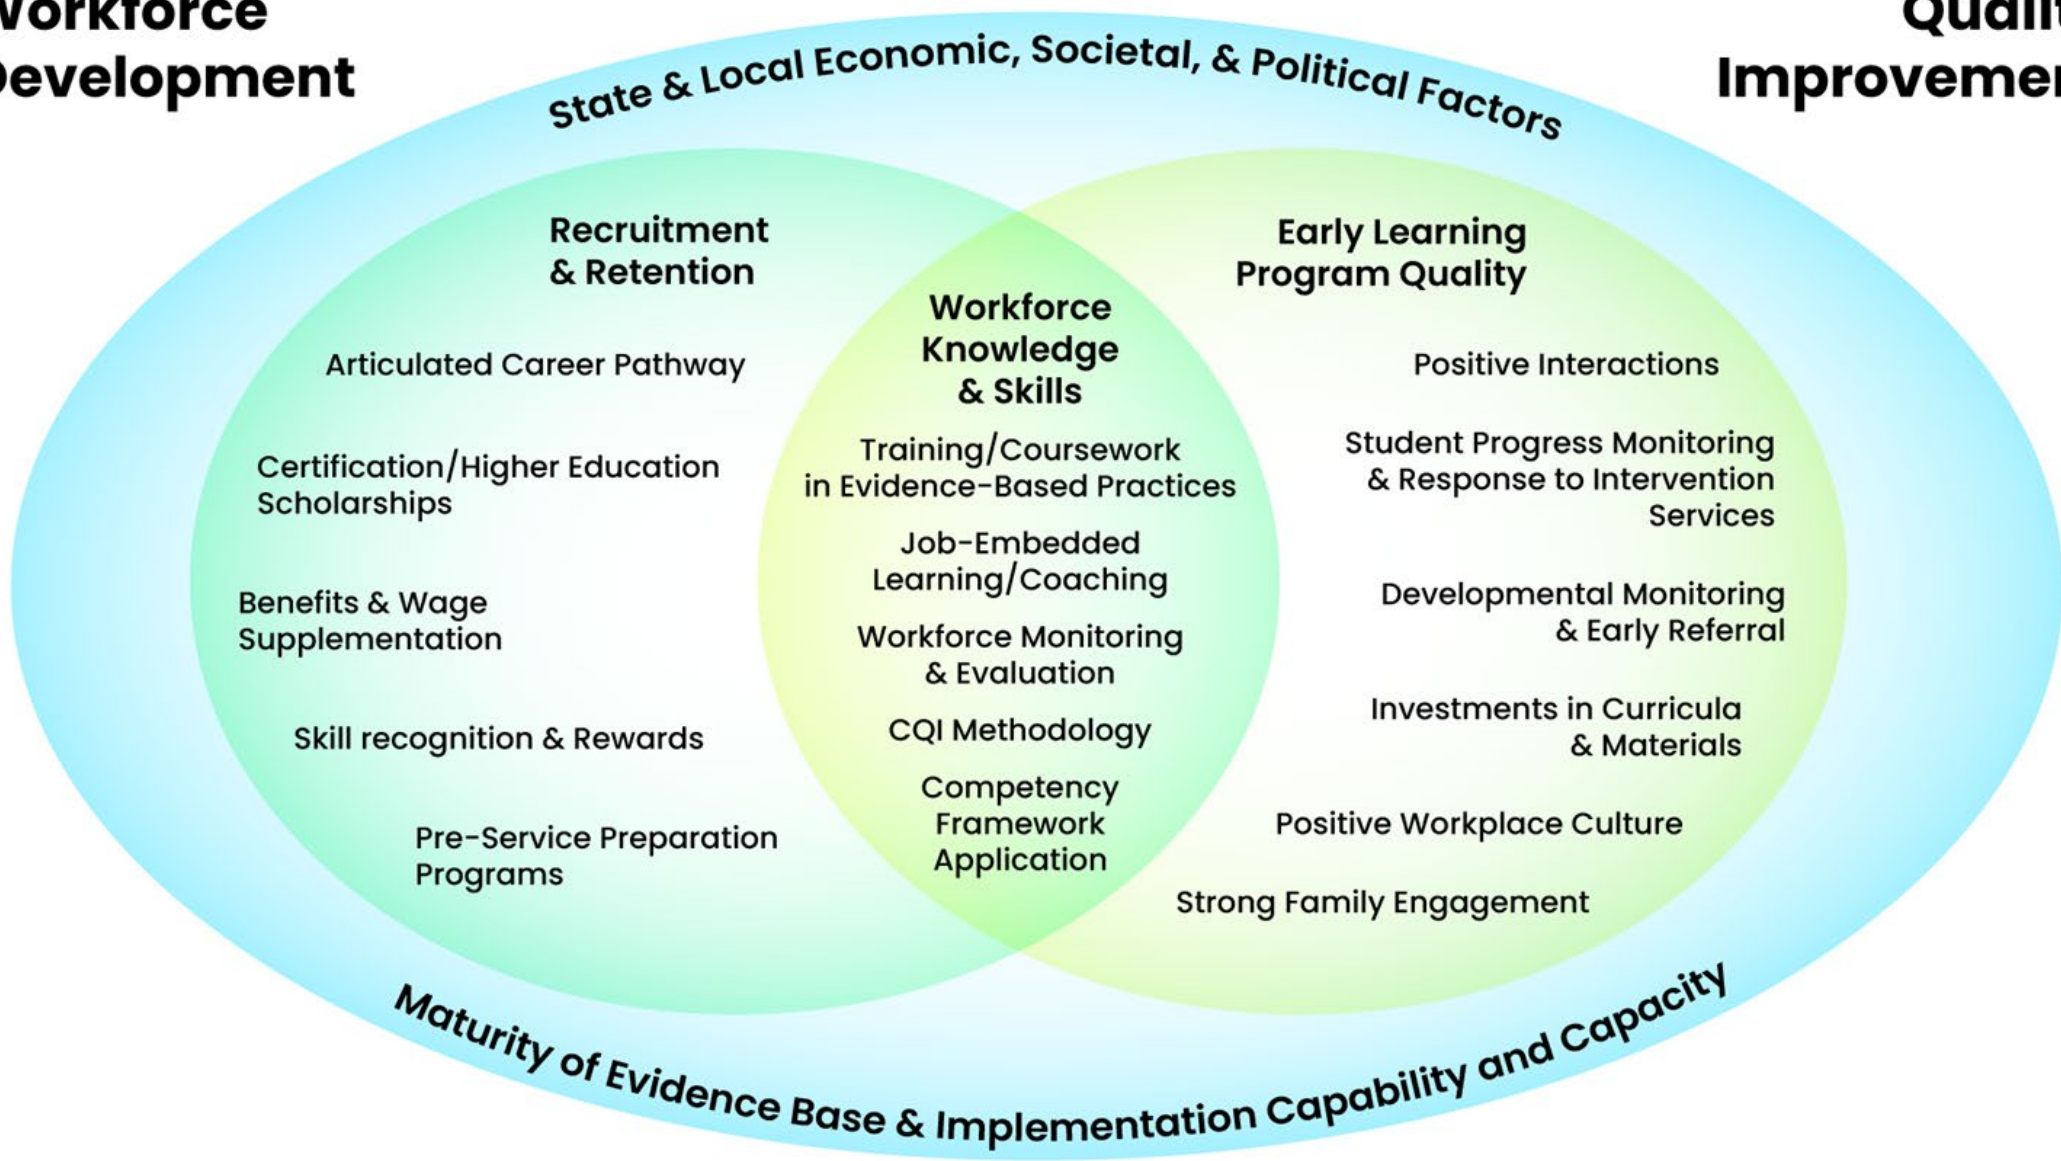 Workforce
Development
Quality
Improvement
State & Local Economic, Societal, & Political Factors
Recruitment
& Retention
Articulated Career Pathway
Certification/Higher Education
Scholarships
Benefits & Wage
Supplementation
Skill recognition & Rewards
Pre-Service Preparation
Programs
Workforce
Knowledge
& Skills
Training/Coursework
in Evidence-Based Practices
Job-Embedded
Learning/Coaching
Workforce Monitoring
& Evaluation
CQI Methodology
Competency
Framework
Application
Early Learning
Program Quality
Positive Interactions
Student Progress Monitoring
& Response to Intervention
Services
Developmental Monitoring
& Early Referral
Investments in Curricula
& Materials
Positive Workplace Culture
Strong Family Engagement
Maturity of Evidence Base & Implementation Capability and Capacity